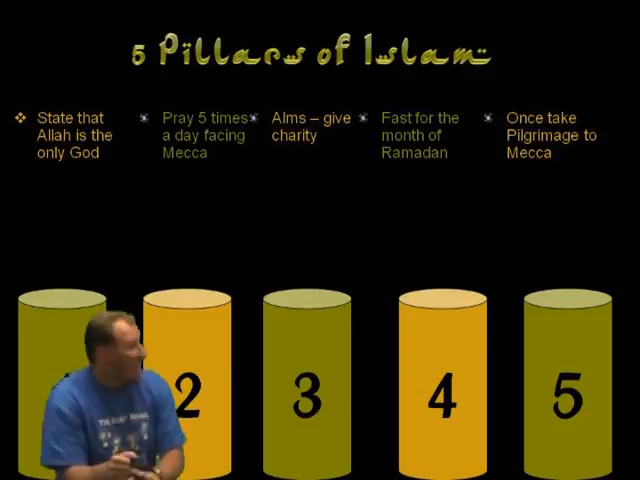 5 Pillars of Islam
State that
Allah is the
only God
Pray 5 times
a day facing
Mecca
Alms – give
charity
Fast for the
month of
Ramadan
Once take
Pilgrimage to
Mecca
2
3
4
5